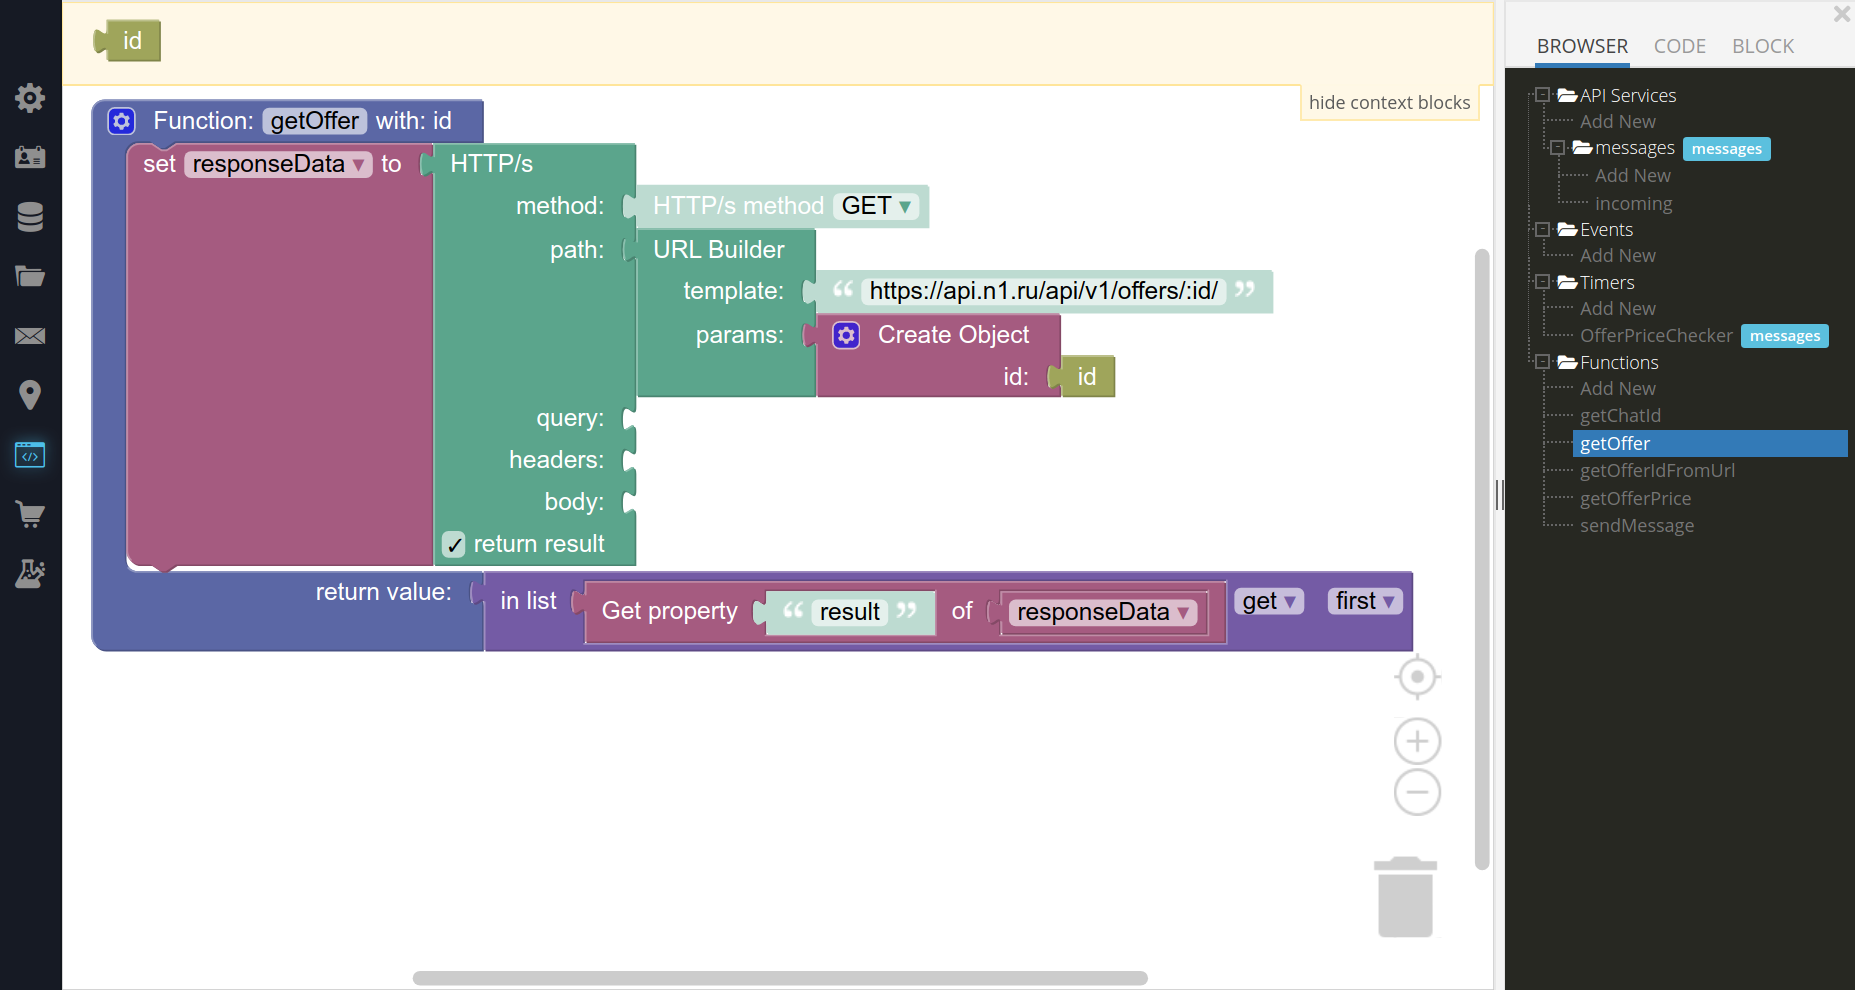 id
hide context blocks
Function: getOffer with: id
set responseData ▾ to HTTP/s
method: HTTP/s method GET ▾
path: URL Builder
template: “ https://api.n1.ru/api/v1/offers/:id/ ”
params: Create Object
id: id
query:
headers:
body:
✓ return result
return value: in list Get property “ result ” of responseData ▾ get ▾ first ▾
BROWSER CODE BLOCK
API Services
Add New
messages messages
Add New
incoming
Events
Add New
Timers
Add New
OfferPriceChecker messages
Functions
Add New
getChatId
getOffer
getOfferIdFromUrl
getOfferPrice
sendMessage